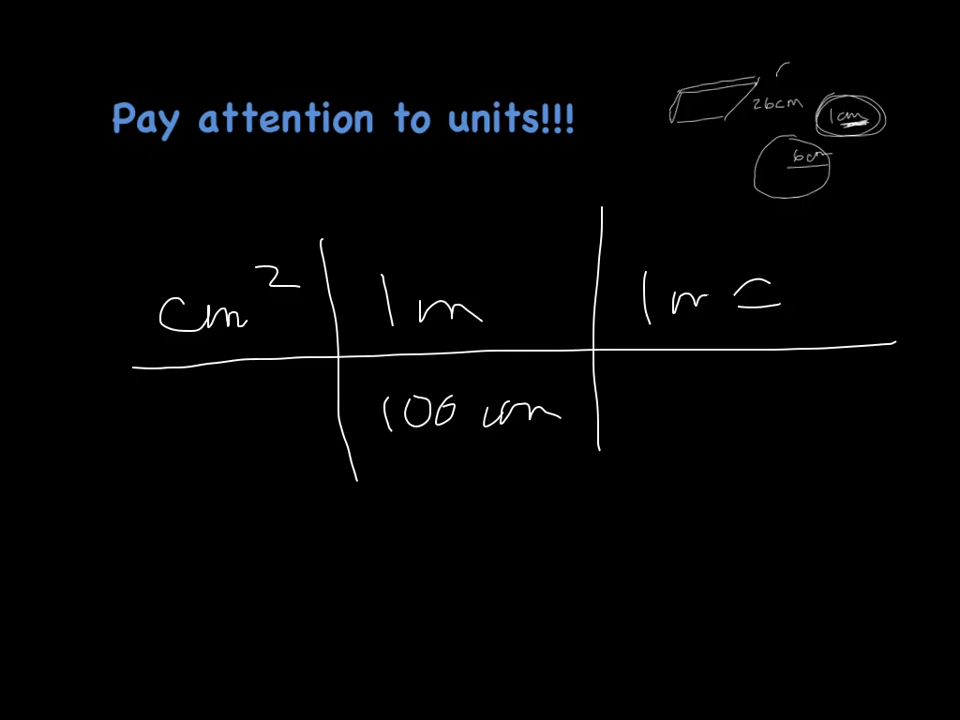 Pay attention to units!!!
26cm
1cm
6cm
cm² 1m 1m =
100 cm